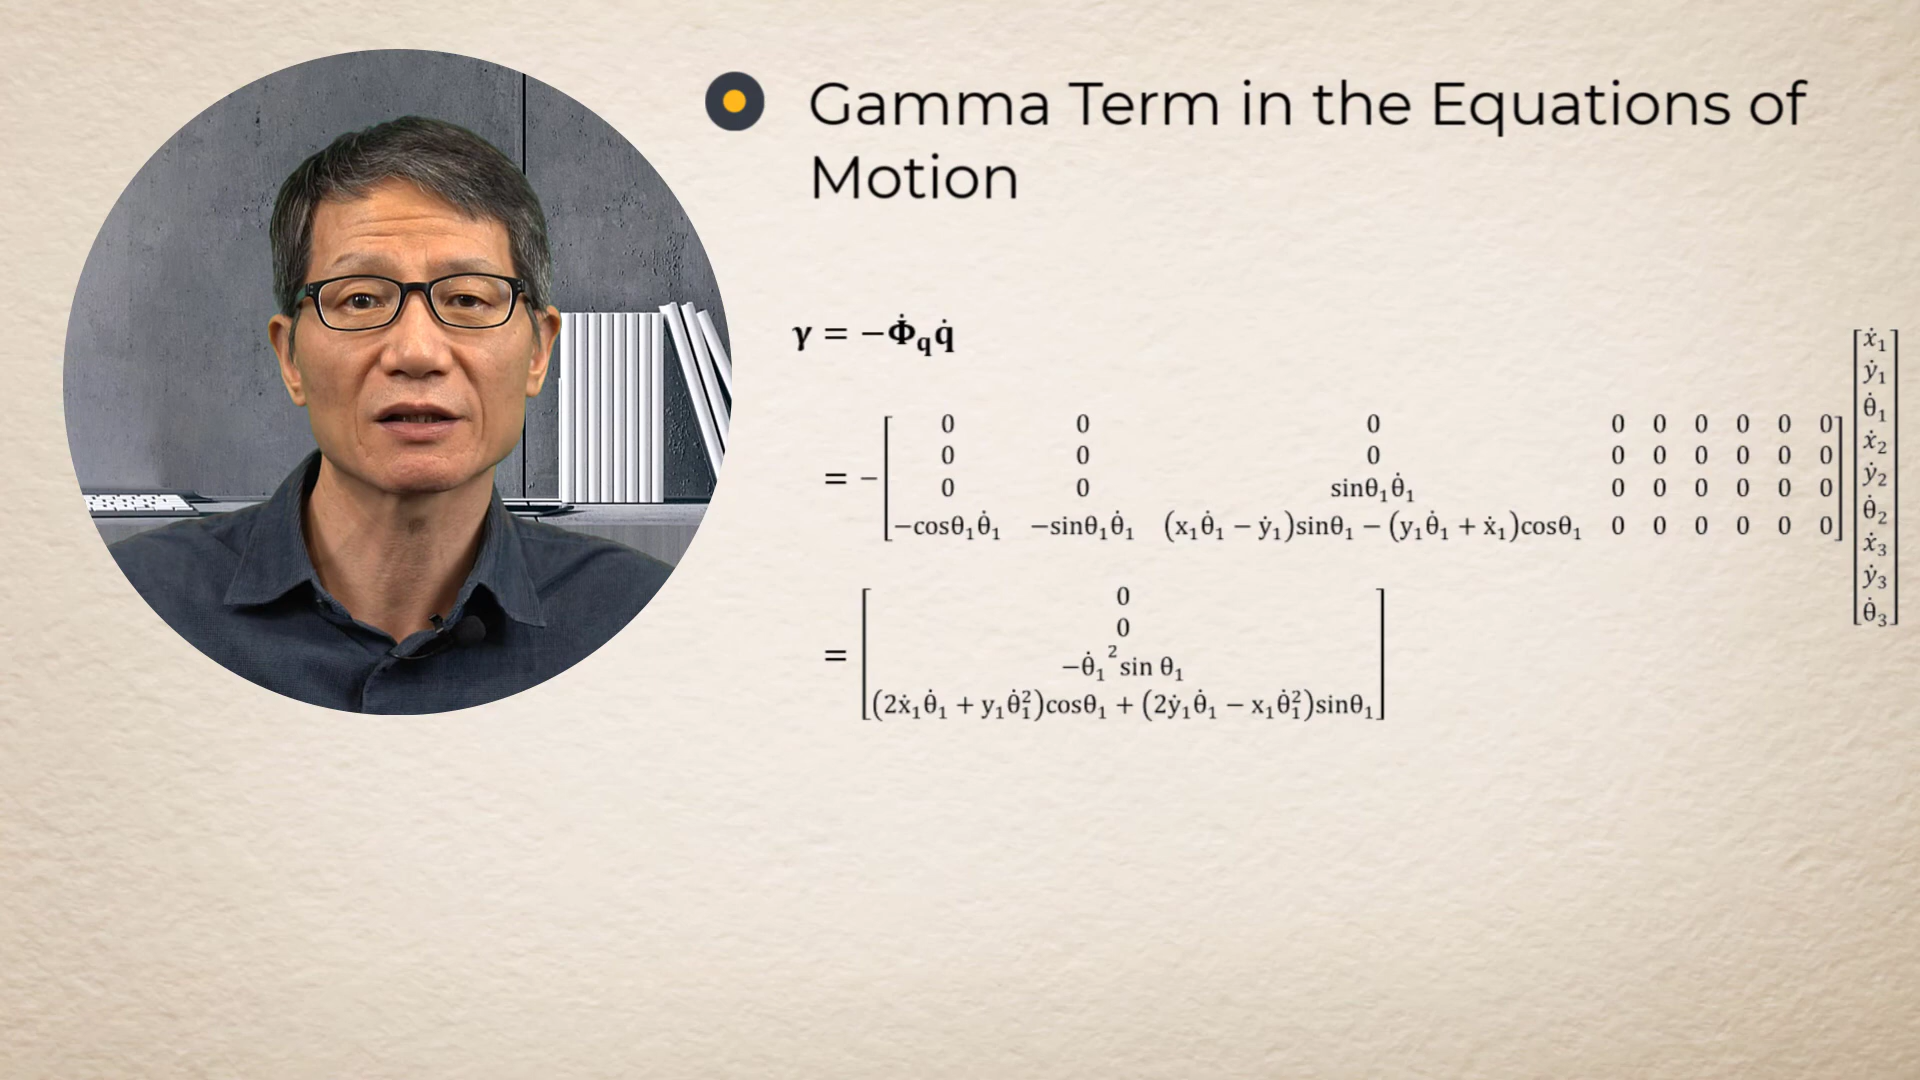 Gamma Term in the Equations of
Motion
γ = −Φ̇_q q̇
= − [ 0 0 0 0 0 0 0 0 0
0 0 0 0 0 0 0 0 0
0 0 sinθ₁θ̇₁ 0 0 0 0 0 0
−cosθ₁θ̇₁ −sinθ₁θ̇₁ (x₁θ̇₁ − ẏ₁)sinθ₁ − (y₁θ̇₁ + ẋ₁)cosθ₁ 0 0 0 0 0 0 ]
[ ẋ₁
ẏ₁
θ̇₁
ẋ₂
ẏ₂
θ̇₂
ẋ₃
ẏ₃
θ̇₃ ]
= [ 0
0
−θ̇₁² sin θ₁
(2ẋ₁θ̇₁ + y₁θ̇₁²)cosθ₁ + (2ẏ₁θ̇₁ − x₁θ̇₁²)sinθ₁ ]